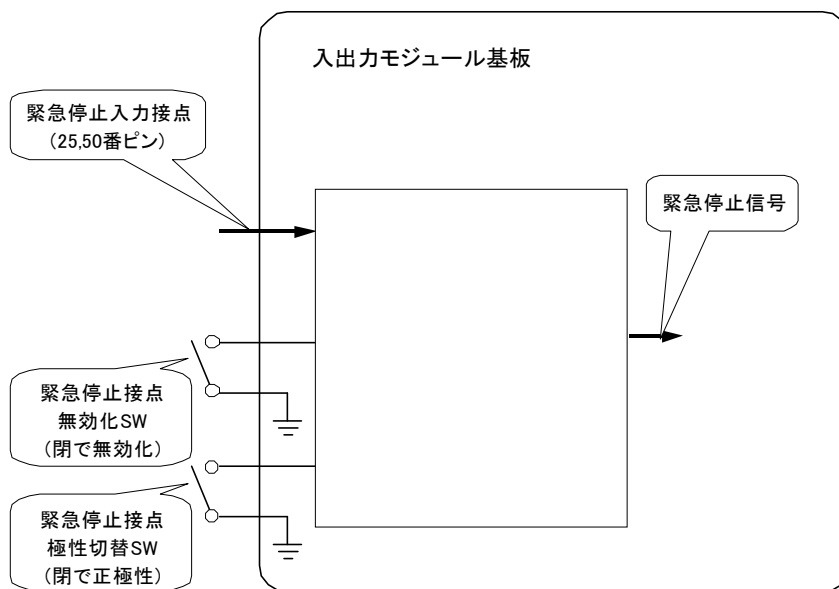 入出力モジュール基板
緊急停止入力接点
(25,50番ピン)
緊急停止信号
緊急停止接点
無効化SW
(閉で無効化)
緊急停止接点
極性切替SW
(閉で正極性)